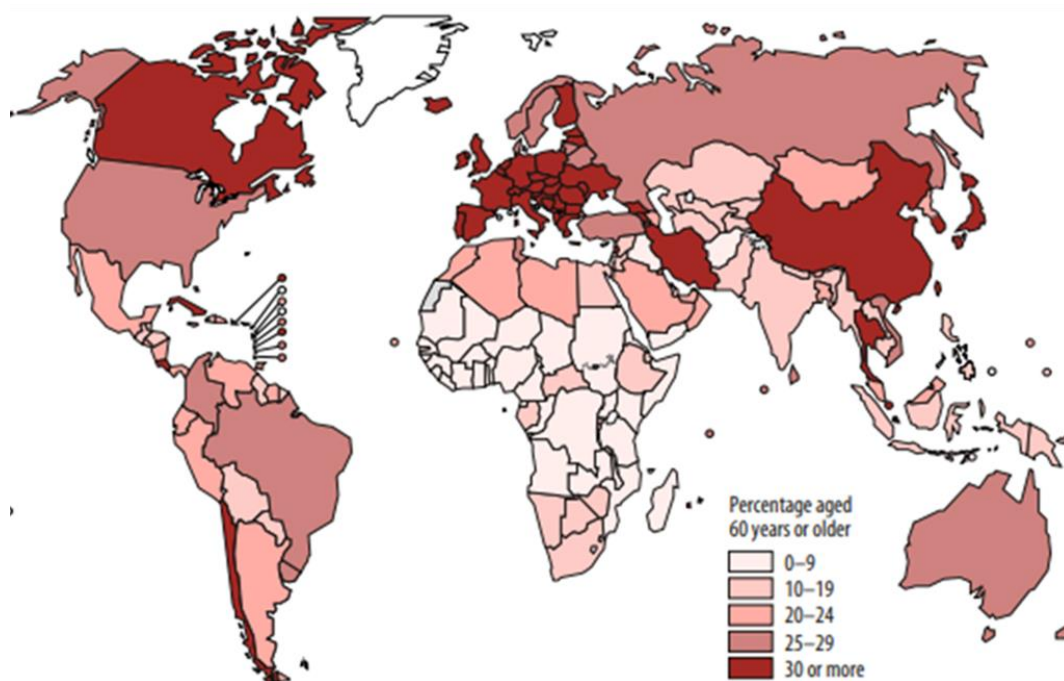 Percentage aged
60 years or older
0–9
10–19
20–24
25–29
30 or more